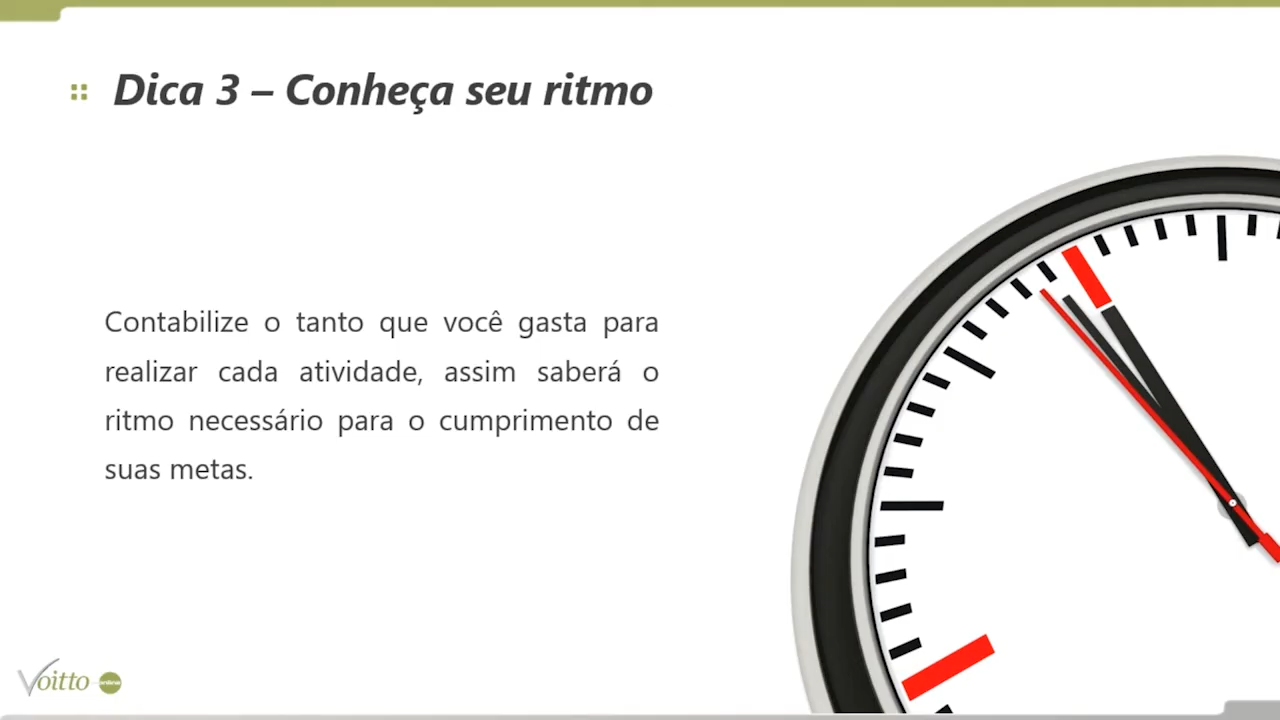 Dica 3 – Conheça seu ritmo
Contabilize o tanto que você gasta para
realizar cada atividade, assim saberá o
ritmo necessário para o cumprimento de
suas metas.
Voitto online